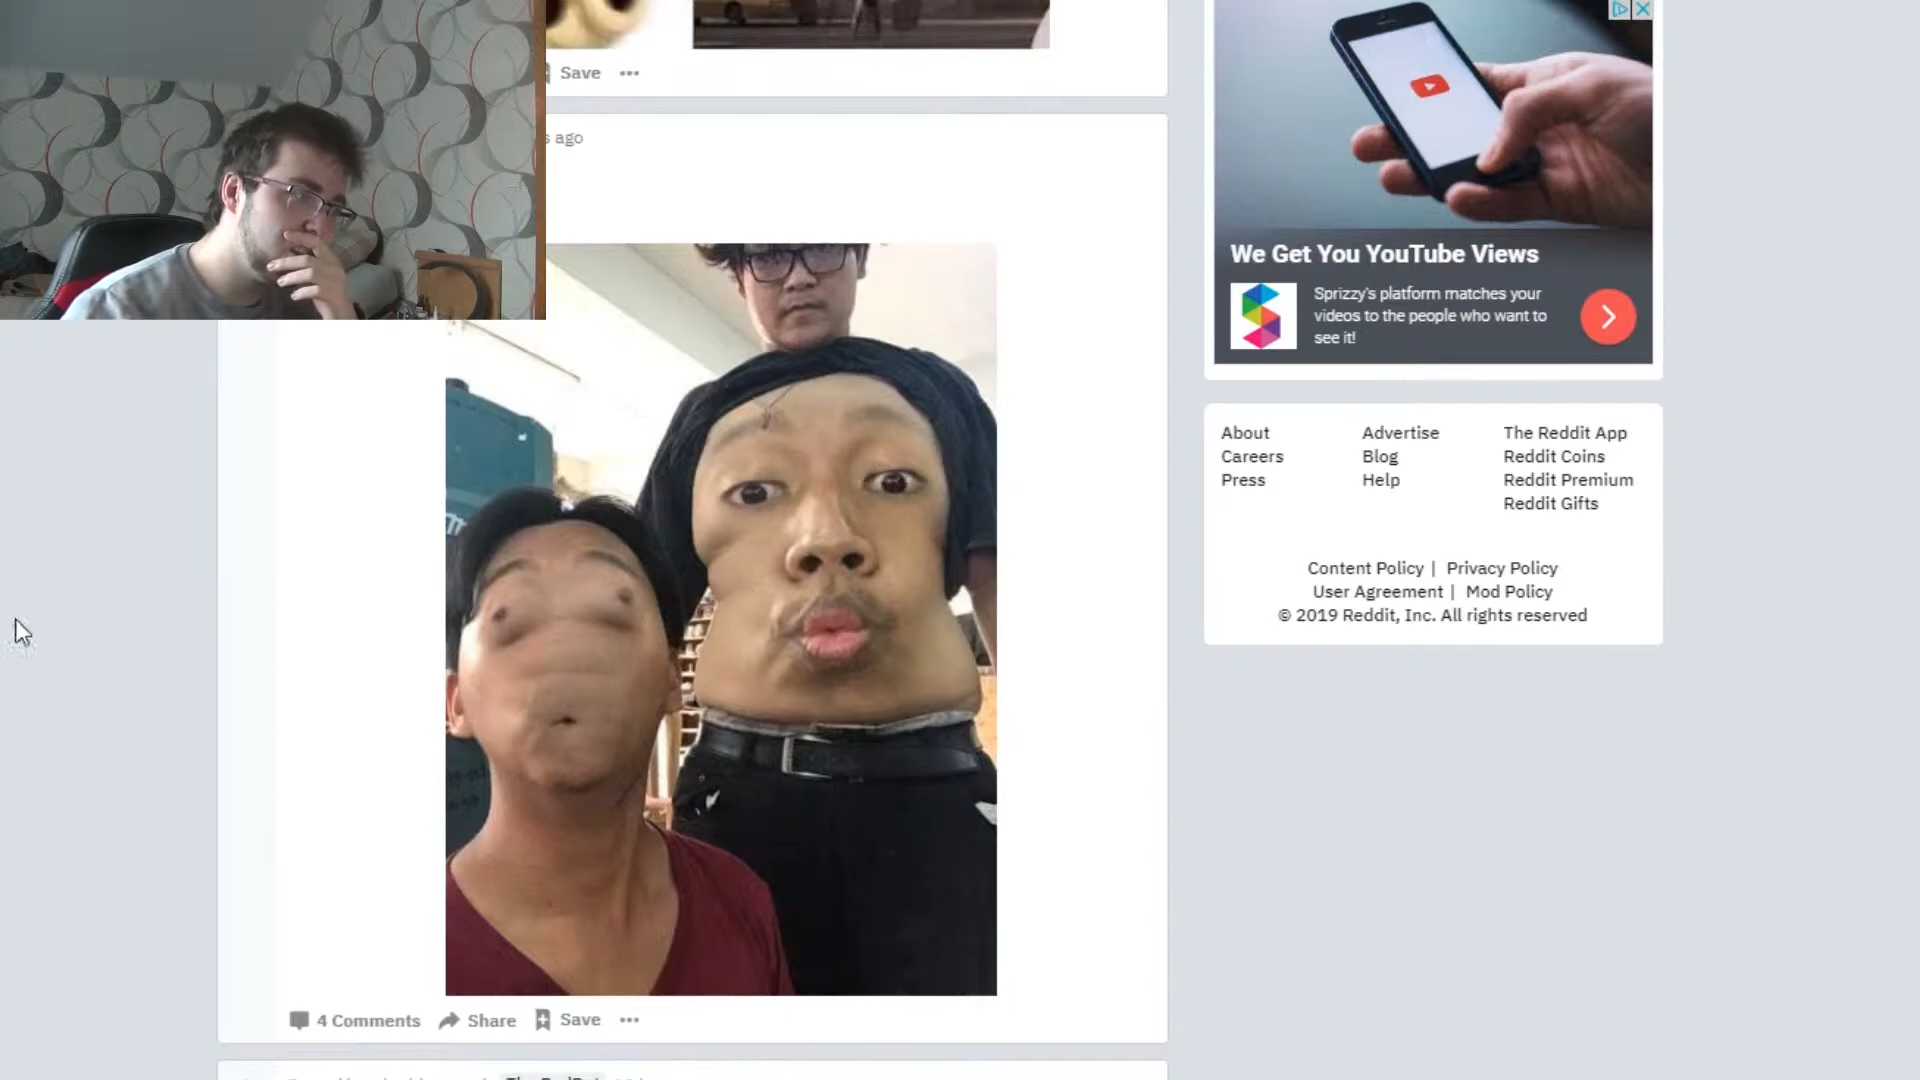 Save
s ago
We Get You YouTube Views
Sprizzy's platform matches your
videos to the people who want to
see it!
About
Advertise
The Reddit App
Careers
Blog
Reddit Coins
Press
Help
Reddit Premium
Reddit Gifts
Content Policy | Privacy Policy
User Agreement | Mod Policy
© 2019 Reddit, Inc. All rights reserved
4 Comments
Share
Save